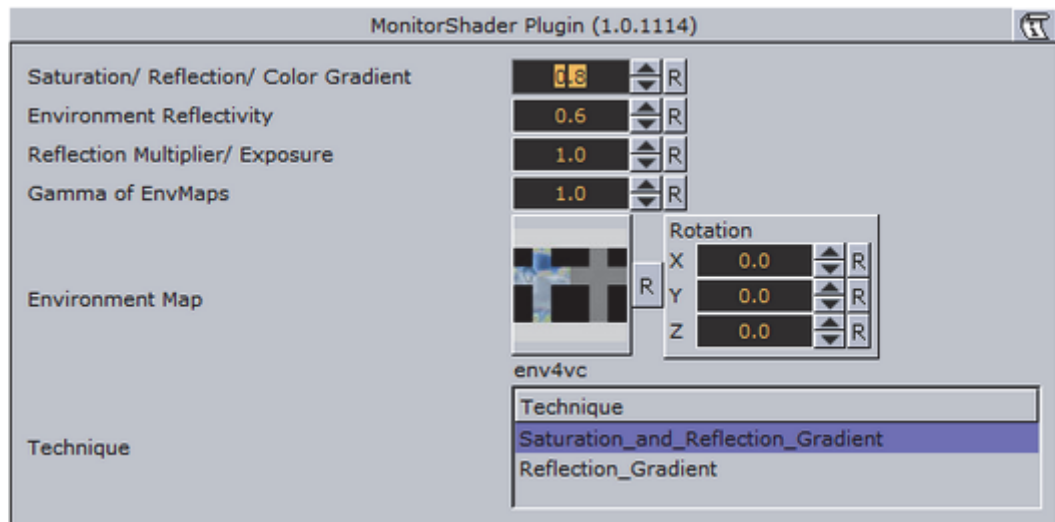 MonitorShader Plugin (1.0.1114)
Saturation/ Reflection/ Color Gradient 0.8 R
Environment Reflectivity 0.6 R
Reflection Multiplier/ Exposure 1.0 R
Gamma of EnvMaps 1.0 R
Environment Map R
Rotation
X 0.0 R
Y 0.0 R
Z 0.0 R
env4vc
Technique
Technique
Saturation_and_Reflection_Gradient
Reflection_Gradient